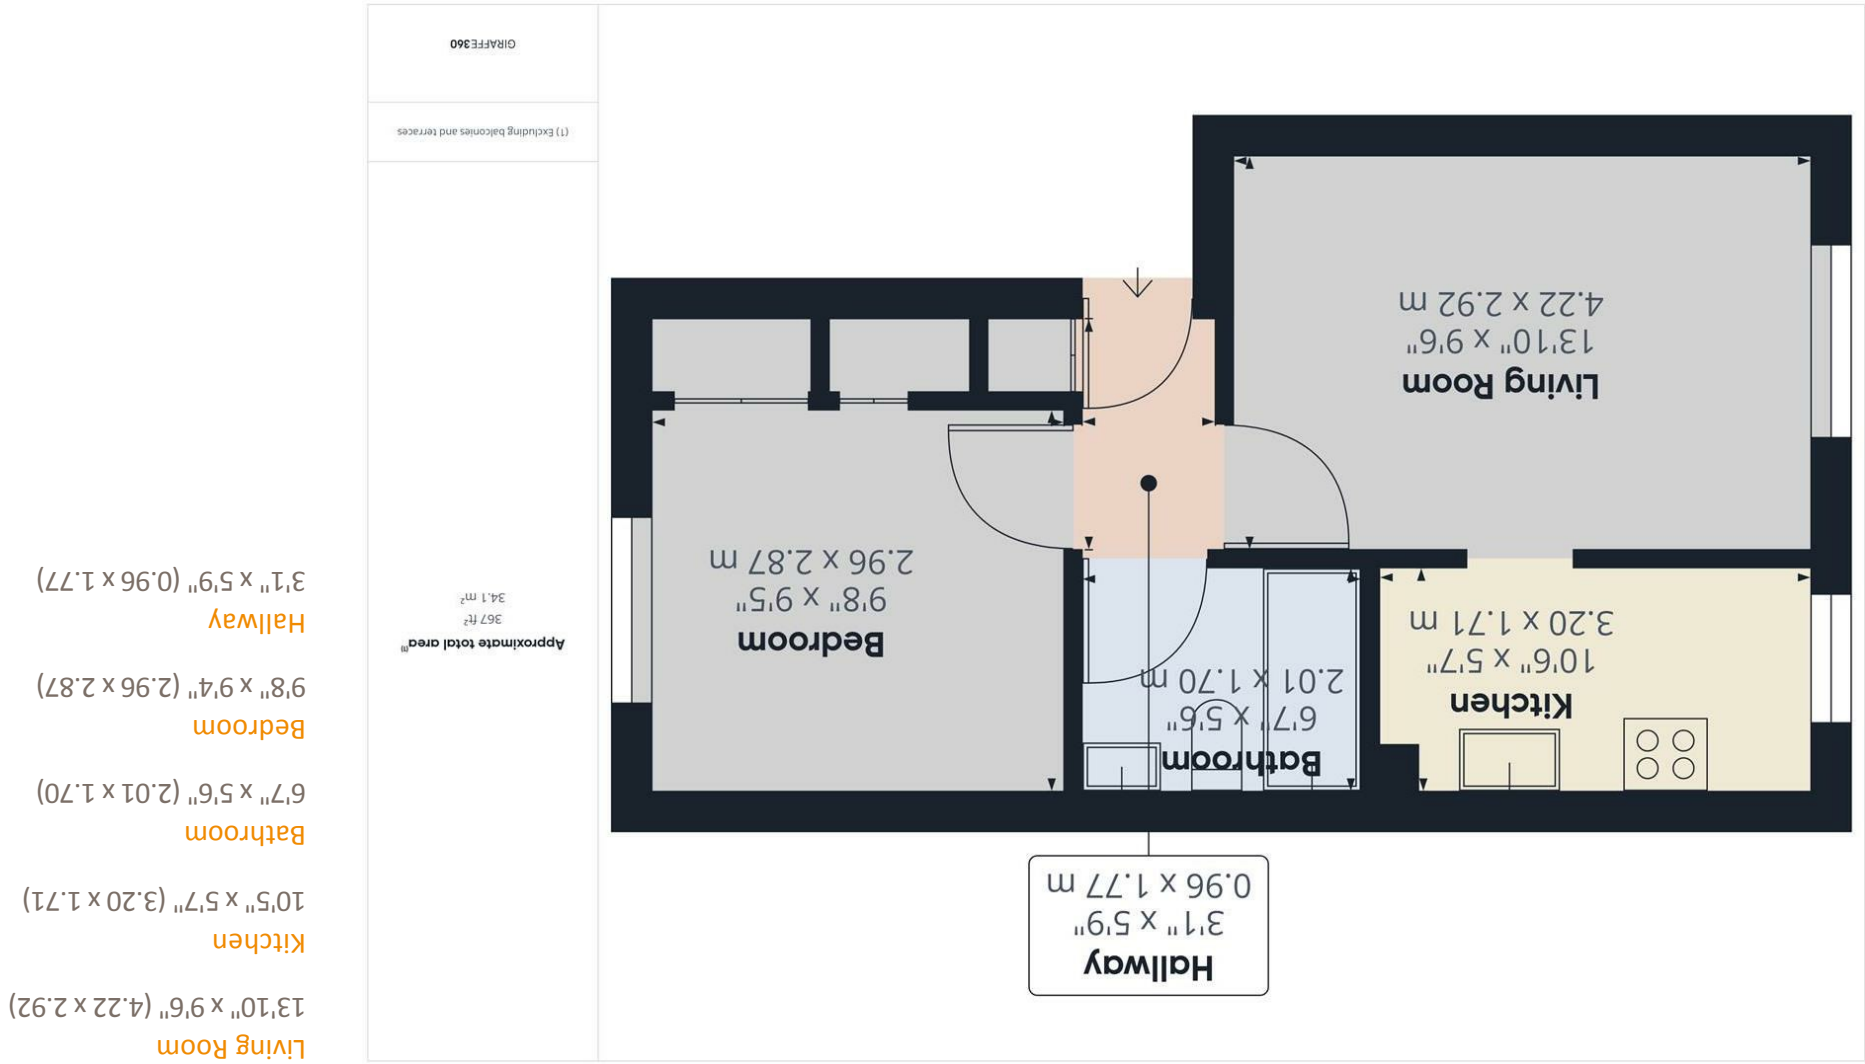 Living Room
13'10" x 9'6" (4.22 x 2.92)
Kitchen
10'5" x 5'7" (3.20 x 1.71)
Bathroom
6'7" x 5'6" (2.01 x 1.70)
Bedroom
9'8" x 9'4" (2.96 x 2.87)
Hallway
3'1" x 5'9" (0.96 x 1.77)
Hallway
3'1" x 5'9"
0.96 x 1.77 m
Kitchen
10'6" x 5'7"
3.20 x 1.71 m
Bathroom
6'7" x 5'6"
2.01 x 1.70 m
Bedroom
9'8" x 9'5"
2.96 x 2.87 m
Living Room
13'10" x 9'6"
4.22 x 2.92 m
Approximate total area⁽¹⁾
367 ft²
34.1 m²
(1) Excluding balconies and terraces
GIRAFFE360